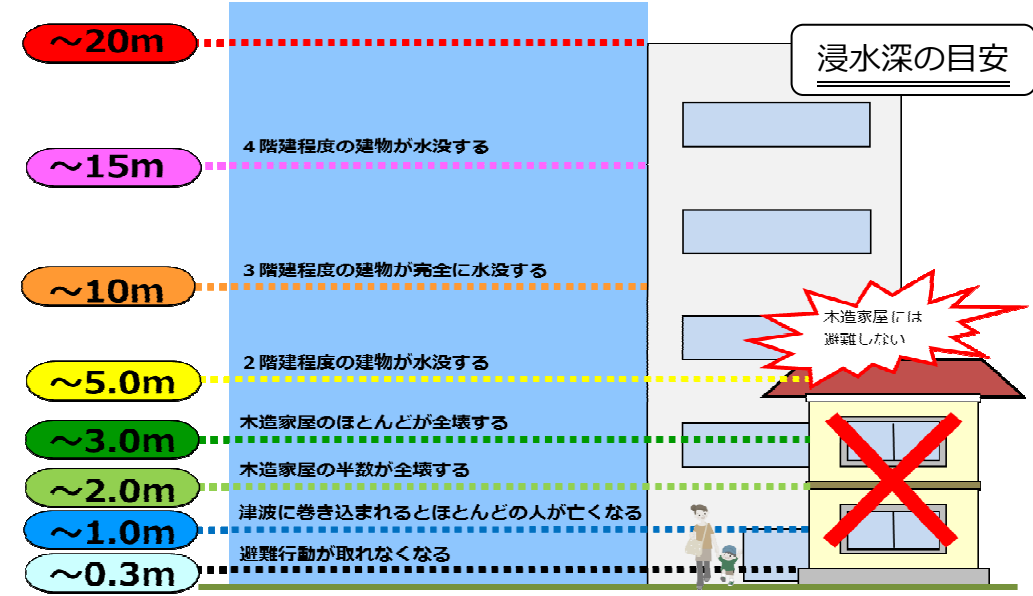 浸水深の目安
～20m
～15m
4階建程度の建物が水没する
～10m
3階建程度の建物が完全に水没する
木造家屋には
避難しない
～5.0m
2階建程度の建物が水没する
～3.0m
木造家屋のほとんどが全壊する
～2.0m
木造家屋の半数が全壊する
～1.0m
津波に巻き込まれるとほとんどの人が亡くなる
～0.3m
避難行動が取れなくなる